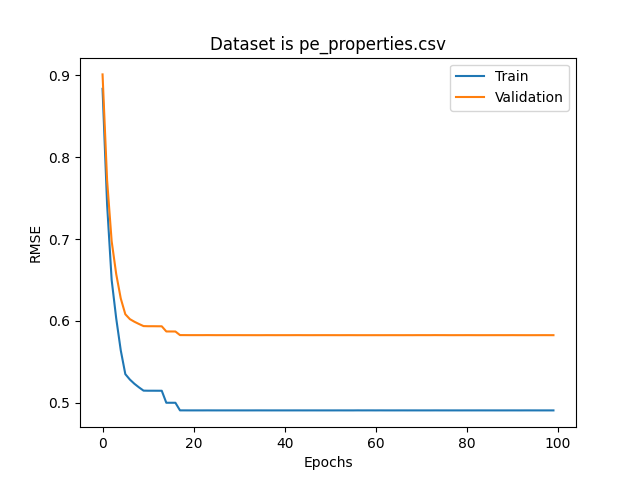 Dataset is pe_properties.csv
Train
Validation
0.9
0.8
0.7
0.6
0.5
RMSE
0 20 40 60 80 100
Epochs